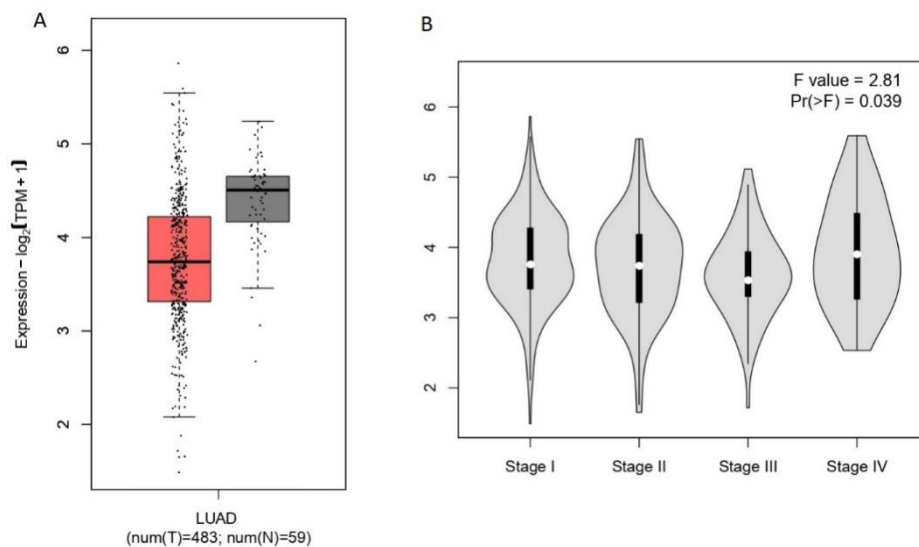 A
Expression − log2(TPM + 1)
6
5
4
3
2
LUAD
(num(T)=483; num(N)=59)
B
F value = 2.81
Pr(>F) = 0.039
6
5
4
3
2
Stage I
Stage II
Stage III
Stage IV